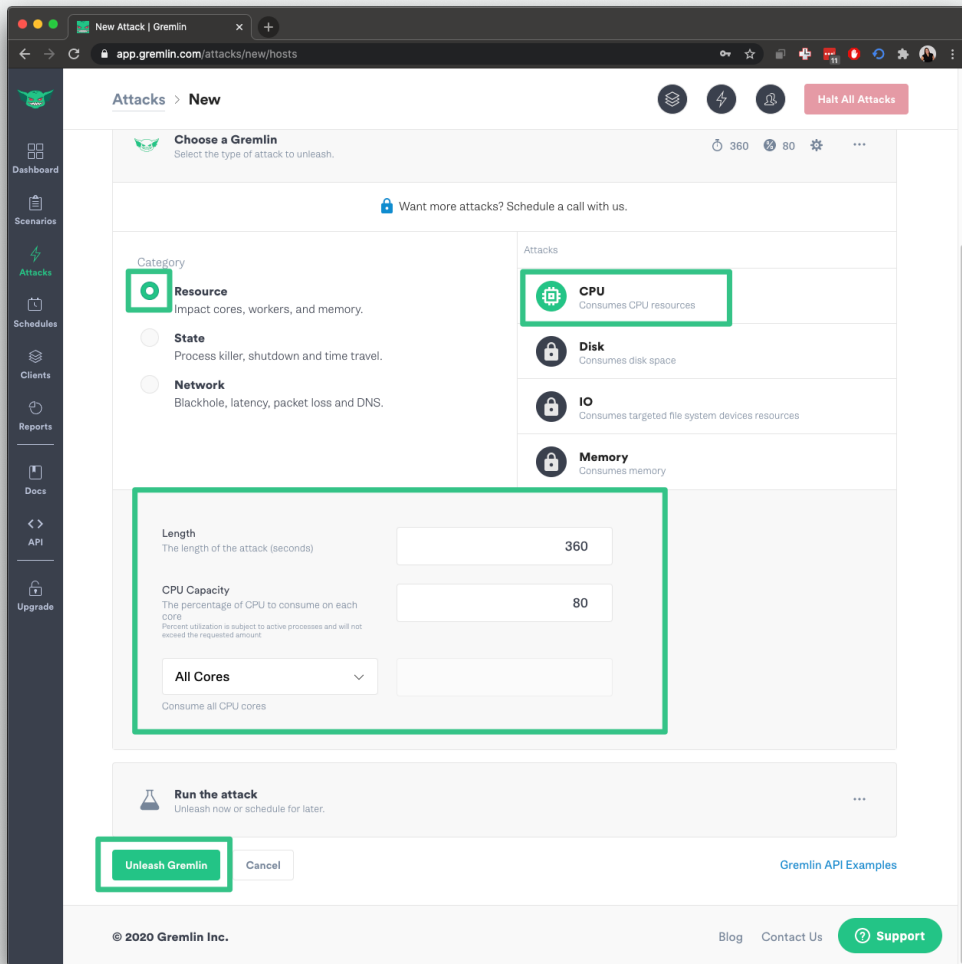 New Attack | Gremlin
app.gremlin.com/attacks/new/hosts
11
Attacks > New
Halt All Attacks
Dashboard
Scenarios
Attacks
Schedules
Clients
Reports
Docs
API
Upgrade
Choose a Gremlin
Select the type of attack to unleash.
360
80
Want more attacks? Schedule a call with us.
Category
Resource
Impact cores, workers, and memory.
State
Process killer, shutdown and time travel.
Network
Blackhole, latency, packet loss and DNS.
Attacks
CPU
Consumes CPU resources
Disk
Consumes disk space
IO
Consumes targeted file system devices resources
Memory
Consumes memory
Length
The length of the attack (seconds)
360
CPU Capacity
The percentage of CPU to consume on each
core
Percent utilization is subject to active processes and will not
exceed the requested amount
80
All Cores
Consume all CPU cores
Run the attack
Unleash now or schedule for later.
Unleash Gremlin
Cancel
Gremlin API Examples
© 2020 Gremlin Inc.
Blog
Contact Us
Support